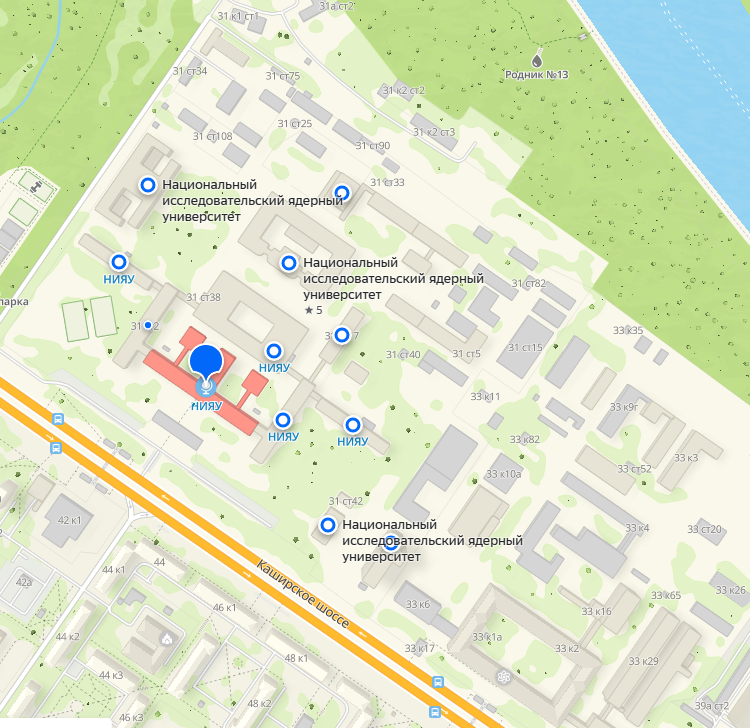 31 к1 ст1
31а ст2
31 ст34
31 ст75
Родник №13
31 к2 ст2
31 ст25
31 к2 ст3
31 ст108
31 ст90
31 ст33
Национальный
исследовательский ядерный
университет
Национальный
исследовательский ядерный
университет
5
НИЯУ
31 ст82
парка
31 ст38
33 к35
31 ст15
31 ст40
31 ст5
НИЯУ
НИЯУ
33 к11
33 к9г
НИЯУ
НИЯУ
33 к82
33 к3
33 к10а
33 ст52
31 ст42
42 к1
Национальный
исследовательский ядерный
университет
33 к4
33 ст20
Каширское шоссе
44 к1
44
42а
46 к1
33 к6
33 к65
33 к26
33 к16
44 к2
33 к1а
33 к17
33 к2
33 к29
48 к1
44 к3
48 к2
46 к3
39а ст2